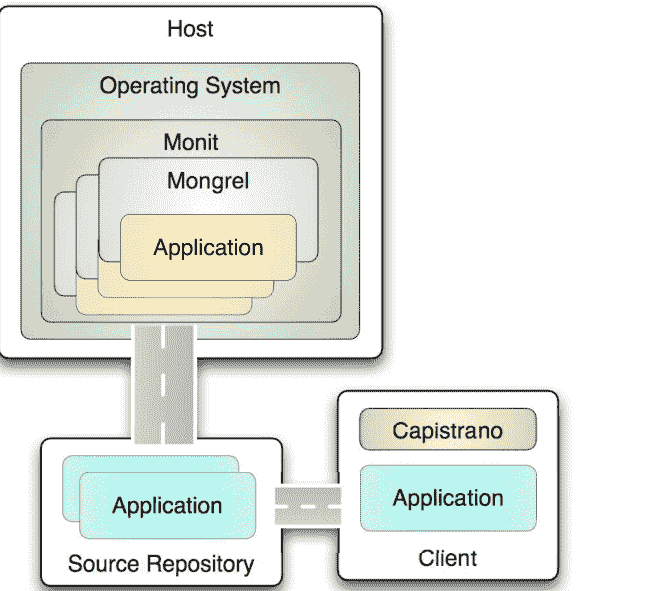 Host
Operating System
Monit
Mongrel
Application
Capistrano
Application
Application
Source Repository
Client